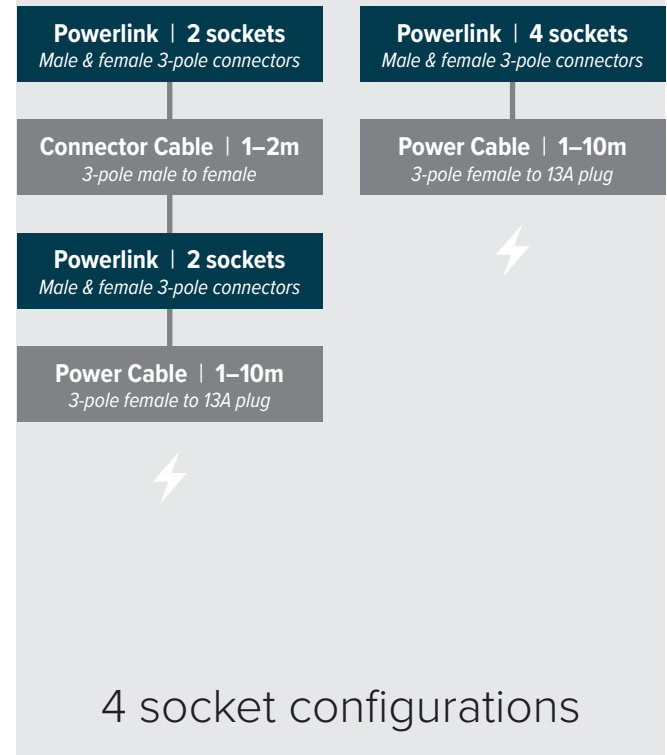 Powerlink | 2 sockets
Male & female 3-pole connectors
Connector Cable | 1–2m
3-pole male to female
Powerlink | 2 sockets
Male & female 3-pole connectors
Power Cable | 1–10m
3-pole female to 13A plug
Powerlink | 4 sockets
Male & female 3-pole connectors
Power Cable | 1–10m
3-pole female to 13A plug
4 socket configurations